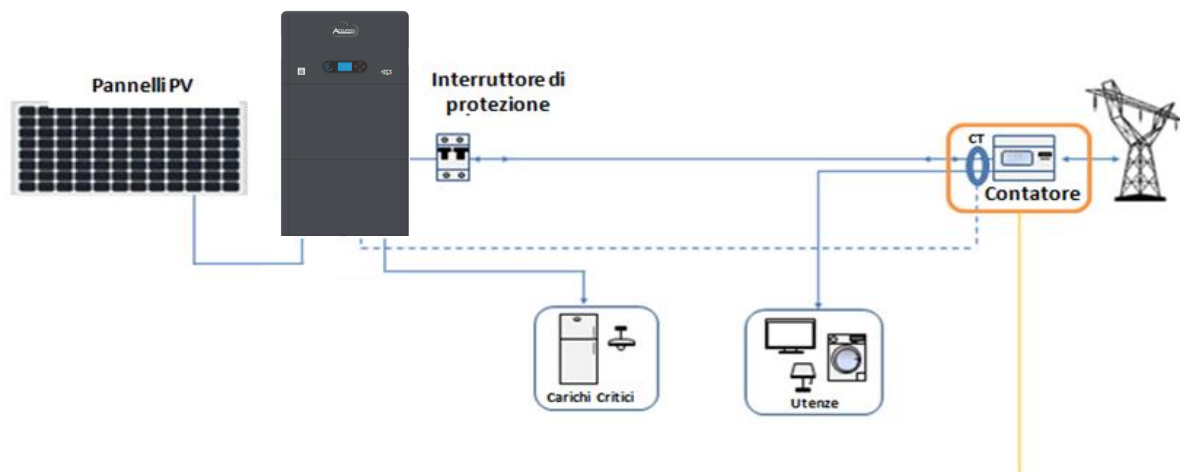 Pannelli PV
Interruttore di
protezione
CT
Contatore
Carichi Critici
Utenze